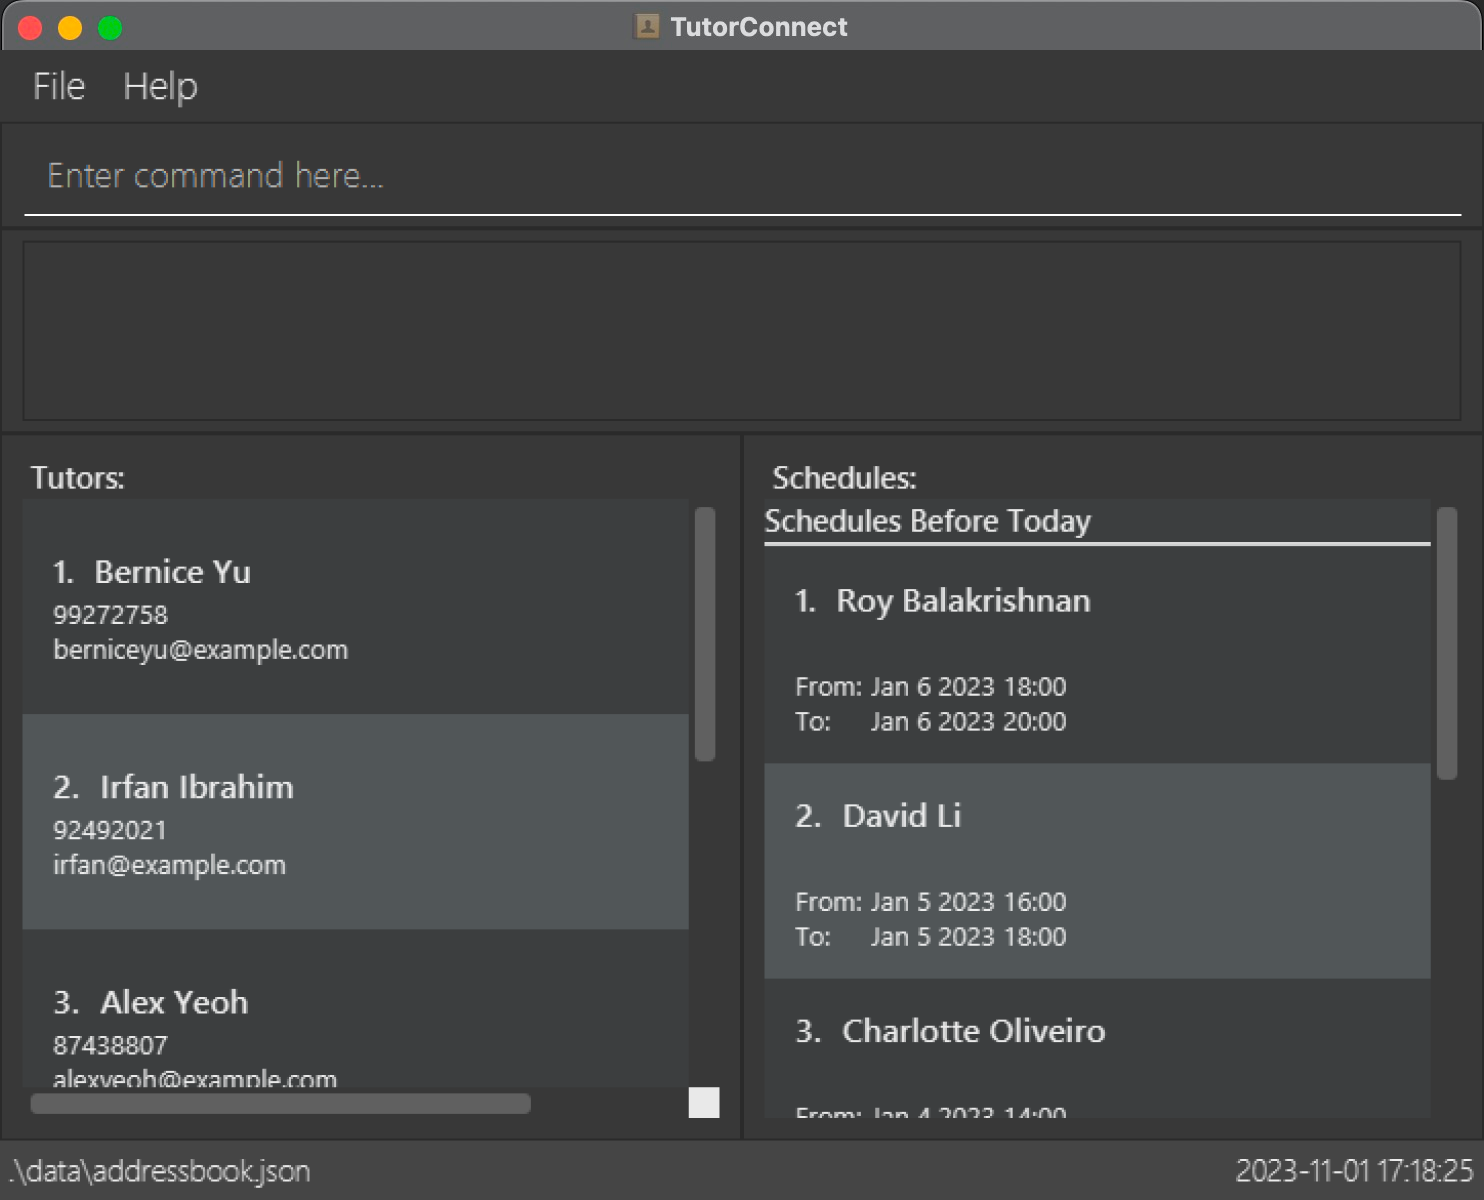 TutorConnect
File Help
Enter command here...
Tutors:
1. Bernice Yu
99272758
berniceyu@example.com
2. Irfan Ibrahim
92492021
irfan@example.com
3. Alex Yeoh
87438807
alexyeoh@example.com
Schedules:
Schedules Before Today
1. Roy Balakrishnan
From: Jan 6 2023 18:00
To: Jan 6 2023 20:00
2. David Li
From: Jan 5 2023 16:00
To: Jan 5 2023 18:00
3. Charlotte Oliveiro
From: Jan 4 2023 14:00
.\data\addressbook.json
2023-11-01 17:18:25